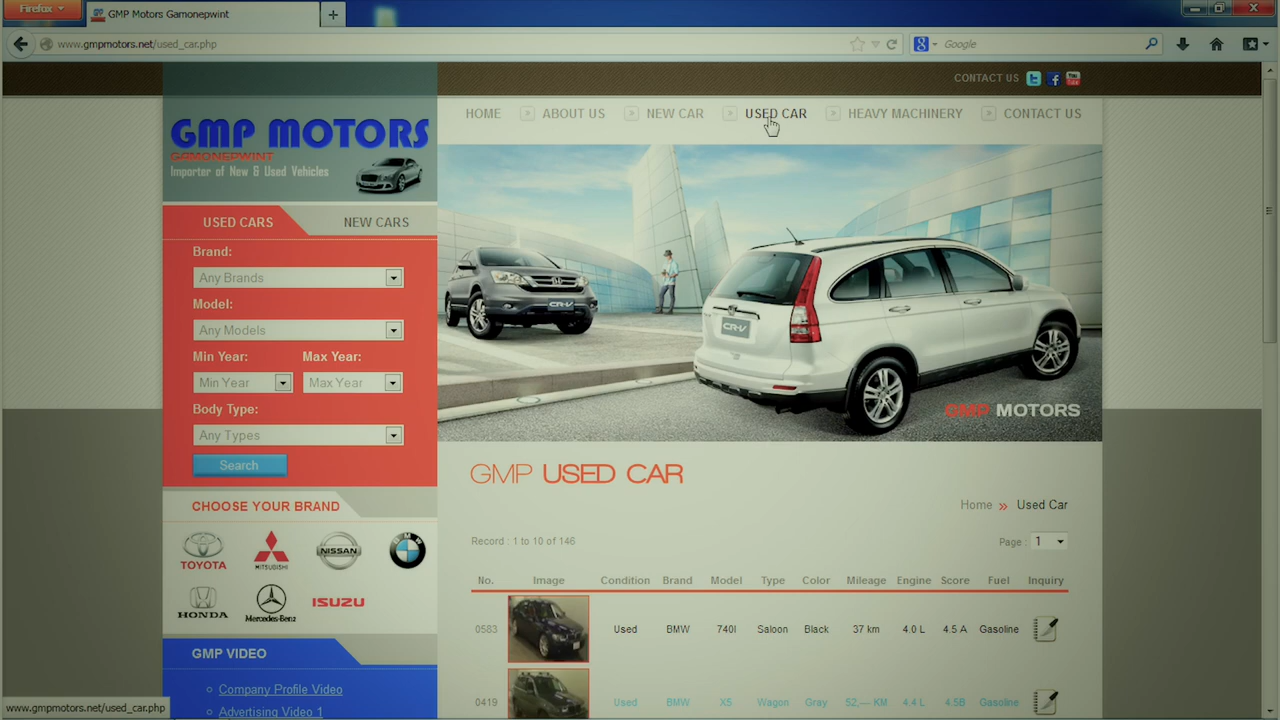 Firefox
GMP Motors Gamonepwint
www.gmpmotors.net/used_car.php
Google
CONTACT US
HOME ABOUT US NEW CAR USED CAR HEAVY MACHINERY CONTACT US
GMP MOTORS
GAMONEPWINT
Importer of New & Used Vehicles
USED CARS NEW CARS
Brand:
Any Brands
Model:
Any Models
Min Year: Max Year:
Min Year Max Year
Body Type:
Any Types
Search
CR-V
CR-V
GMP MOTORS
CHOOSE YOUR BRAND
TOYOTA MITSUBISHI NISSAN BMW
HONDA Mercedes-Benz ISUZU
GMP VIDEO
Company Profile Video
Advertising Video 1
GMP USED CAR
Home » Used Car
Record : 1 to 10 of 146
Page : 1
No. Image Condition Brand Model Type Color Mileage Engine Score Fuel Inquiry
0583 Used BMW 740I Saloon Black 37 km 4.0 L 4.5 A Gasoline
0419 Used BMW X5 Wagon Gray 52,--- KM 4.4 L 4.5B Gasoline
www.gmpmotors.net/used_car.php